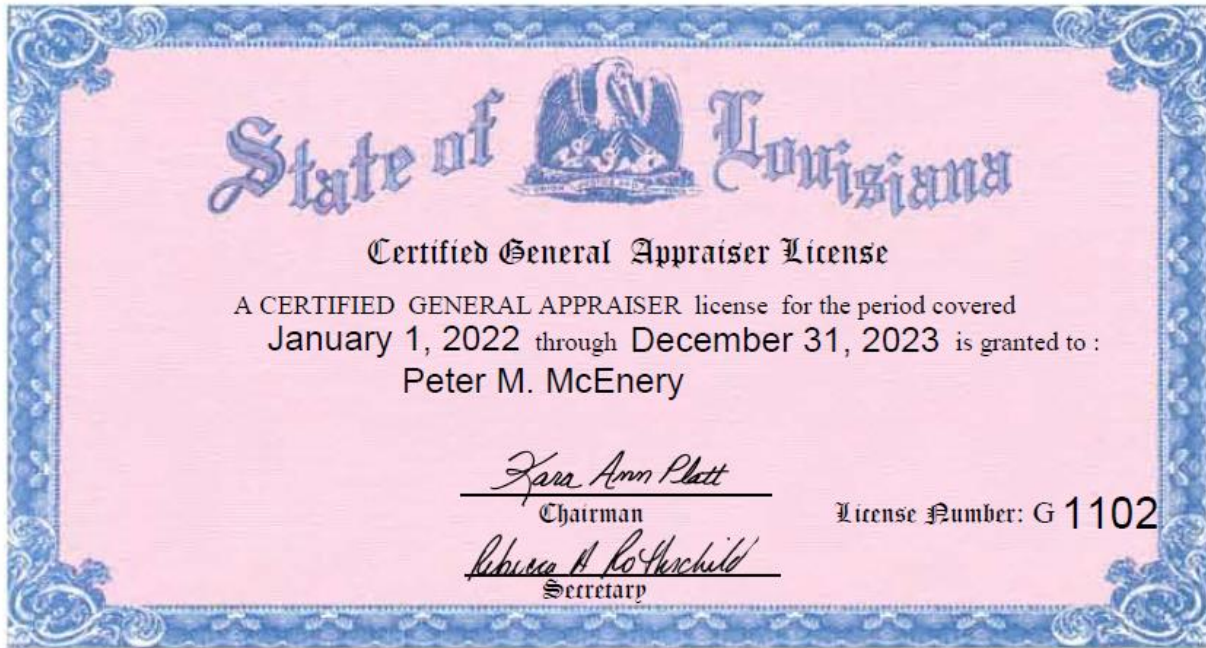 State of Louisiana
Certified General Appraiser License
A CERTIFIED GENERAL APPRAISER license for the period covered
January 1, 2022 through December 31, 2023 is granted to :
Peter M. McEnery
Kara Ann Platt
Chairman
License Number: G 1102
Rebecca A Rothschild
Secretary